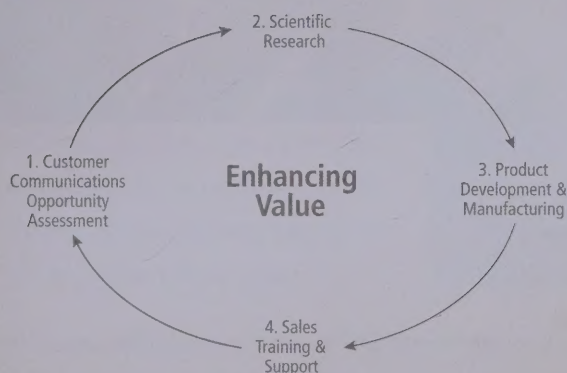 2. Scientific
Research
1. Customer
Communications
Opportunity
Assessment
Enhancing
Value
3. Product
Development &
Manufacturing
4. Sales
Training &
Support